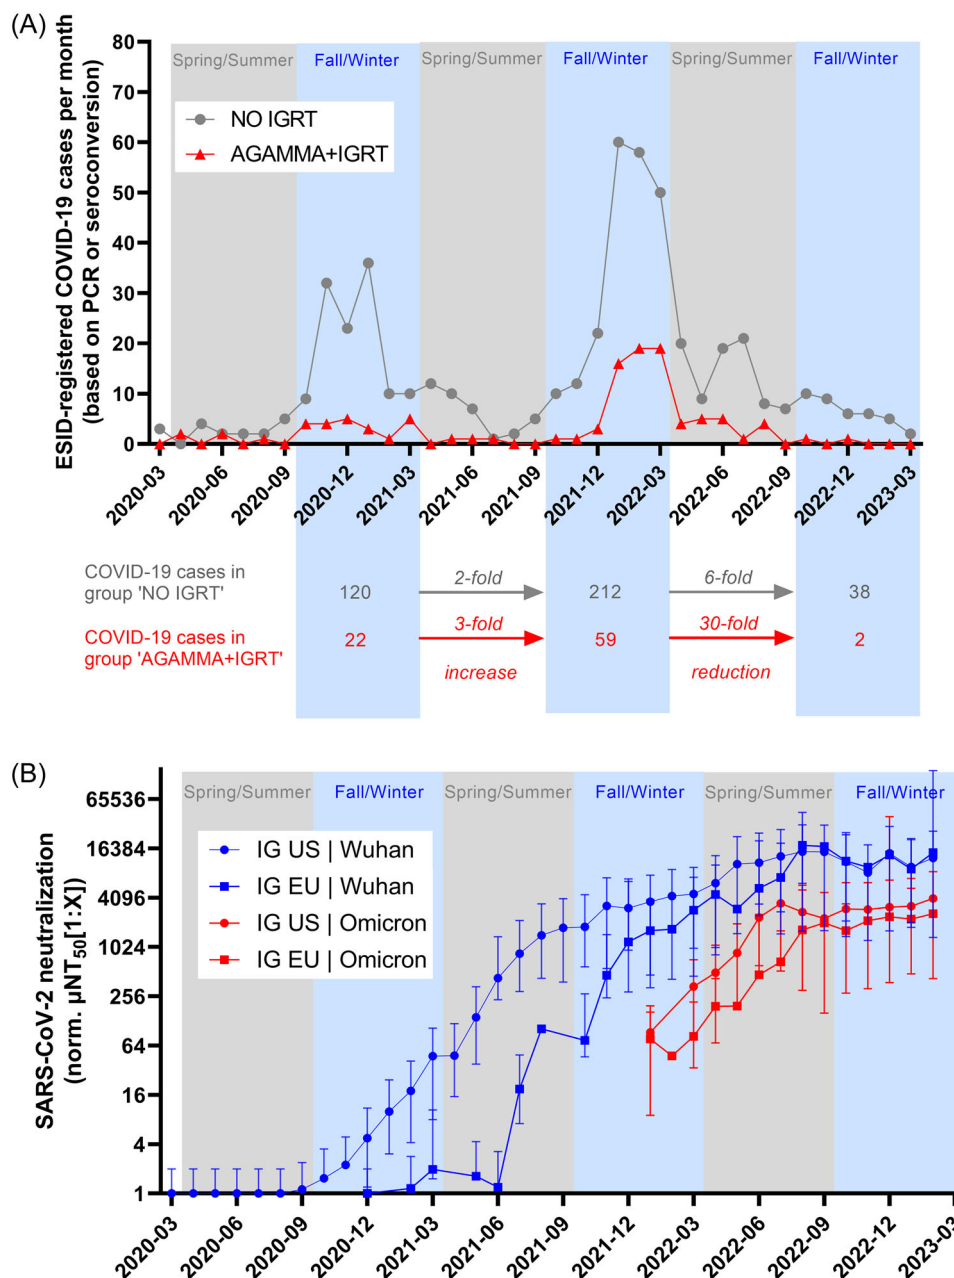 (A)
ESID-registered COVID-19 cases per month
(based on PCR or seroconversion)
80
70
60
50
40
30
20
10
0
Spring/Summer Fall/Winter Spring/Summer Fall/Winter Spring/Summer Fall/Winter
NO IGRT
AGAMMA+IGRT
2020-03 2020-06 2020-09 2020-12 2021-03 2021-06 2021-09 2021-12 2022-03 2022-06 2022-09 2022-12 2023-03
COVID-19 cases in
group 'NO IGRT'
120 2-fold 212 6-fold 38
COVID-19 cases in
group 'AGAMMA+IGRT'
22 3-fold 59 30-fold 2
increase reduction
(B)
SARS-CoV-2 neutralization
(norm. µNT50[1:X])
65536
16384
4096
1024
256
64
16
4
1
Spring/Summer Fall/Winter Spring/Summer Fall/Winter Spring/Summer Fall/Winter
IG US | Wuhan
IG EU | Wuhan
IG US | Omicron
IG EU | Omicron
2020-03 2020-06 2020-09 2020-12 2021-03 2021-06 2021-09 2021-12 2022-03 2022-06 2022-09 2022-12 2023-03